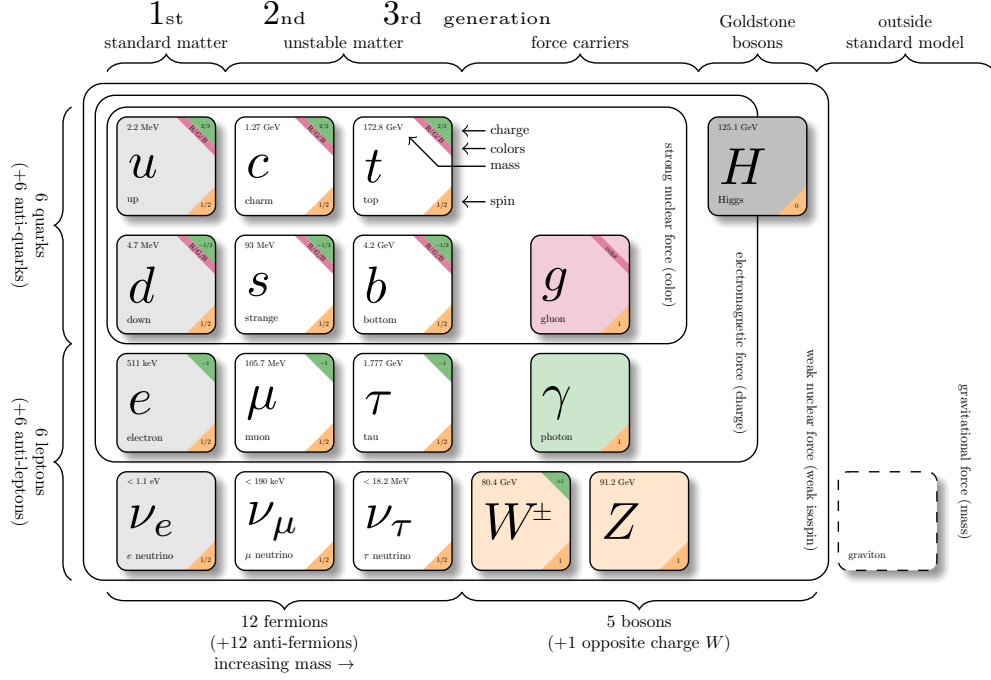 1st 2nd 3rd generation
standard matter
unstable matter
force carriers
Goldstone
bosons
outside
standard model
6 quarks
(+6 anti-quarks)
6 leptons
(+6 anti-leptons)
2.2 MeV
2/3
R/G/B
u
up
1/2
1.27 GeV
2/3
R/G/B
c
charm
1/2
172.8 GeV
2/3
R/G/B
t
top
1/2
charge
colors
mass
spin
125.1 GeV
H
Higgs
0
4.7 MeV
−1/3
R/G/B
d
down
1/2
93 MeV
−1/3
R/G/B
s
strange
1/2
4.2 GeV
−1/3
R/G/B
b
bottom
1/2
color
g
gluon
1
strong nuclear force (color)
511 keV
−1
e
electron
1/2
105.7 MeV
−1
μ
muon
1/2
1.777 GeV
−1
τ
tau
1/2
γ
photon
1
electromagnetic force (charge)
< 1.1 eV
νe
e neutrino
1/2
< 190 keV
νμ
μ neutrino
1/2
< 18.2 MeV
ντ
τ neutrino
1/2
80.4 GeV
±1
W±
1
91.2 GeV
Z
1
weak nuclear force (weak isospin)
graviton
gravitational force (mass)
12 fermions
(+12 anti-fermions)
increasing mass →
5 bosons
(+1 opposite charge W)